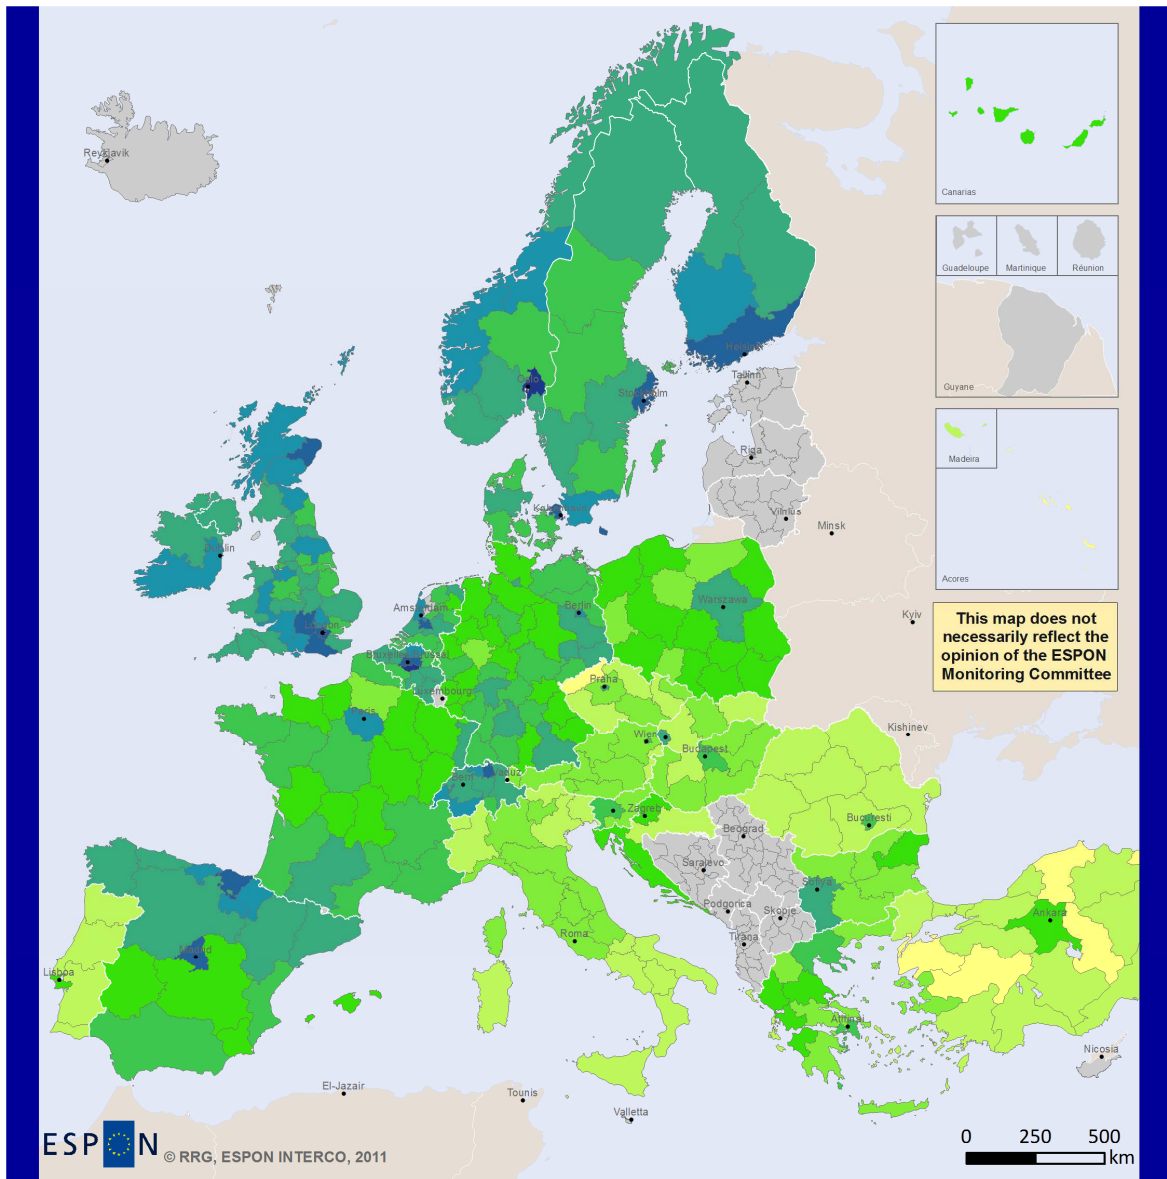 Reykjavik
Canarias
Guadeloupe
Martinique
Réunion
Guyane
Helsinki
Tallinn
Oslo
Stockholm
Madeira
Riga
Vilnius
Minsk
Dublin
Acores
Amsterdam
Berlin
Warszawa
Kyiv
London
This map does not
necessarily reflect the
opinion of the ESPON
Monitoring Committee
Luxembourg
Praha
Paris
Kishinev
Wien
Budapest
Bern
Vaduz
Zagreb
Bucuresti
Beograd
Sarajevo
Sofiya
Podgorica
Skopje
Ankara
Roma
Tirana
Madrid
Lisboa
Athinai
Nicosia
El-Jazair
Tounis
Valletta
0 250 500
km
ESPON
© RRG, ESPON INTERCO, 2011